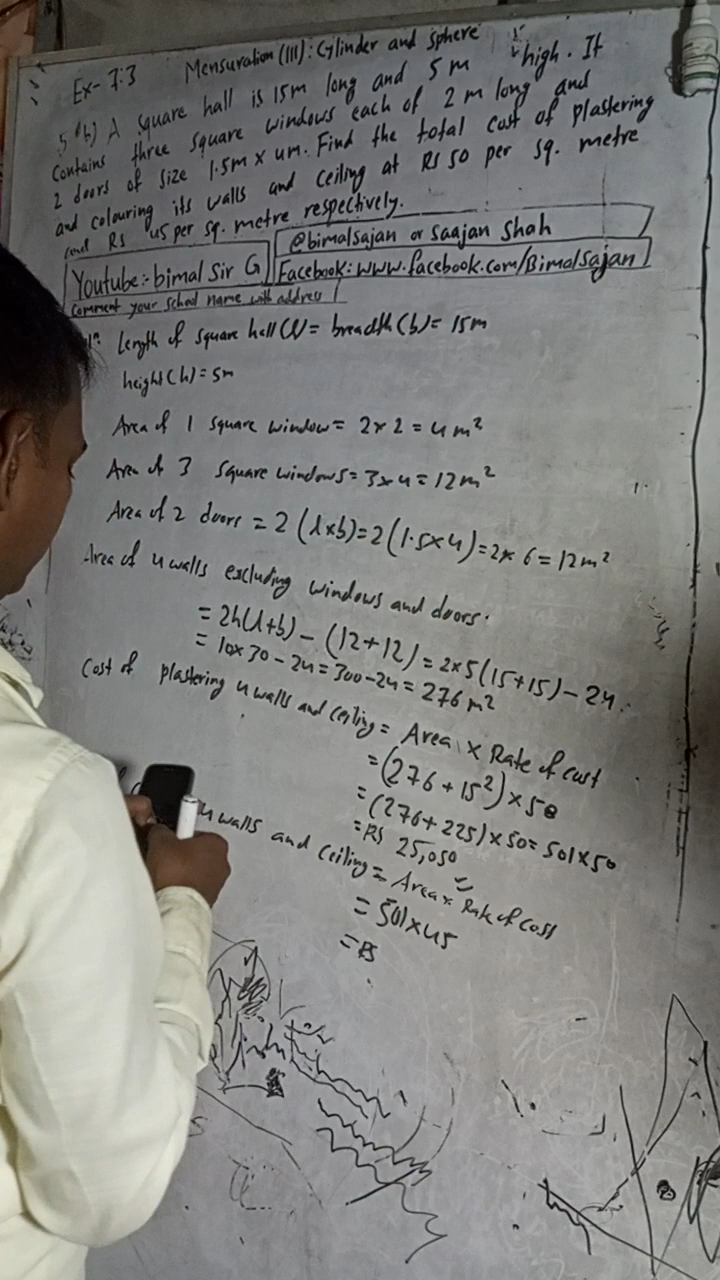 Ex- 7.3 Mensuration (III): Cylinder and sphere
5 (b) A square hall is 15m long and 5 m high. It
contains three square windows each of 2 m long and
2 doors of size 1.5m × 4m. Find the total cost of plastering
and colouring its walls and ceiling at Rs 50 per sq. metre
and Rs 45 per sq. metre respectively.
Youtube:- bimal Sir G
@bimalsajan or Saajan Shah
Facebook: www.facebook.com/Bimalsajan
Comment your school name with address
Length of square hall (l) = breadth (b) = 15m
height (h) = 5m
Area of 1 square window = 2×2 = 4 m²
Area of 3 square windows = 3×4 = 12m²
Area of 2 doors = 2 (l×b) = 2(1.5×4) = 2×6 = 12m²
Area of 4 walls excluding windows and doors.
= 2h(l+b) - (12+12) = 2×5(15+15) - 24
= 10×30 - 24 = 300-24 = 276 m²
Cost of plastering 4 walls and ceiling = Area × Rate of cost
= (276 + 15²) × 50
= (276 + 225) × 50 = 501×50
= Rs 25,050
4 walls and ceiling = Area × Rate of cost
= 501×45
= Rs